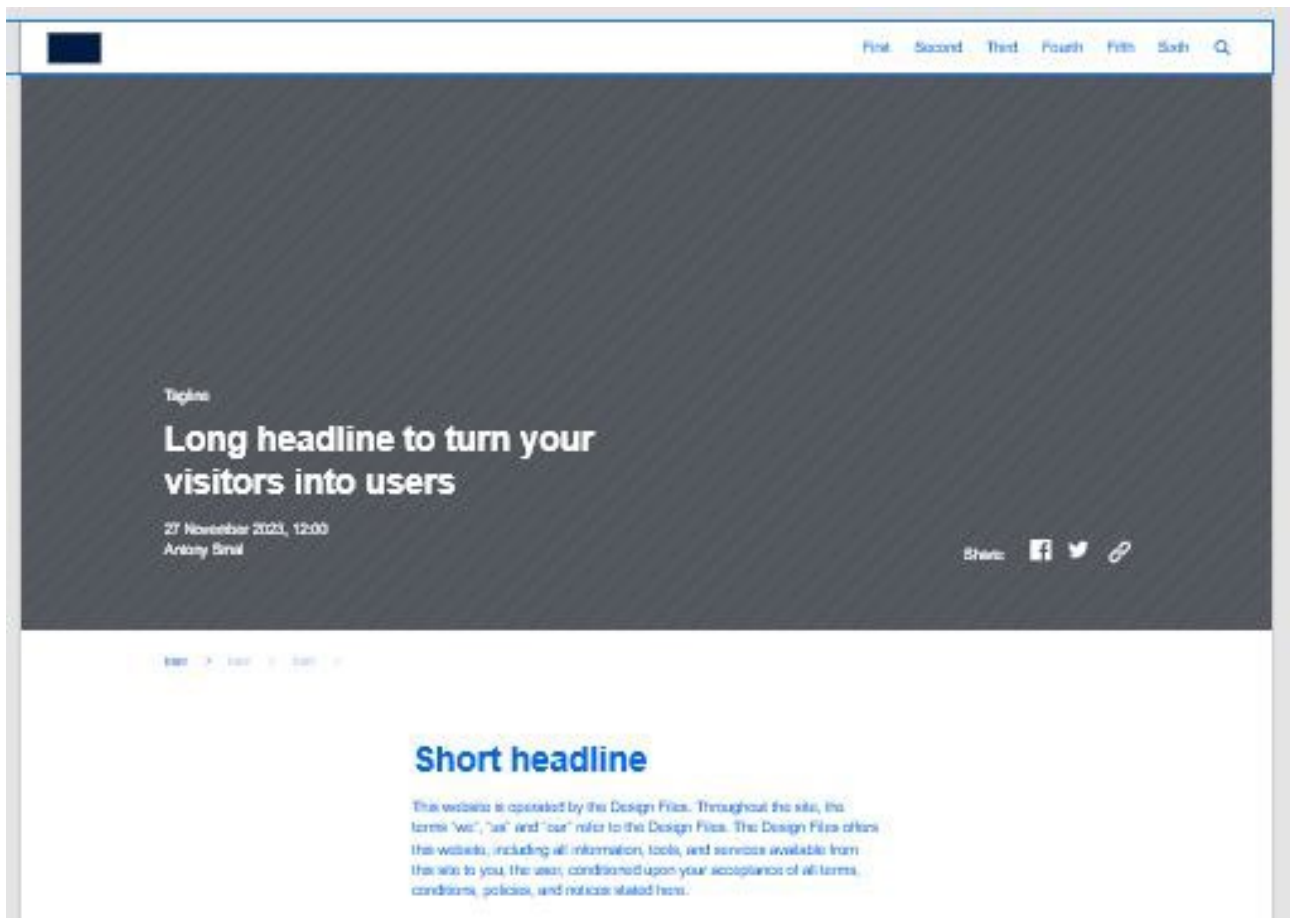 First Second Third Fourth Fifth Sixth
Tagline
Long headline to turn your
visitors into users
27 November 2023, 12:00
Antony Smal
Share:
Short headline
This website is operated by the Design Files. Throughout the site, the
terms “we”, “us” and “our” refer to the Design Files. The Design Files offers
this website, including all information, tools, and services available from
this site to you, the user, conditioned upon your acceptance of all terms,
conditions, policies, and notices stated here.